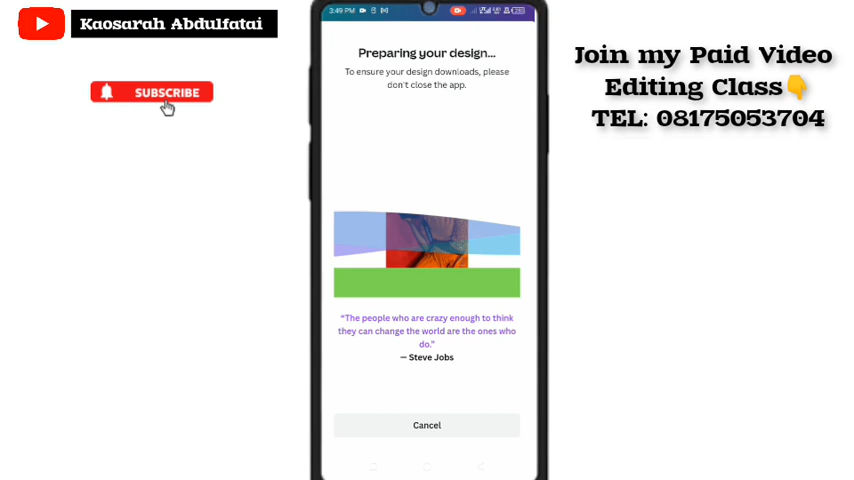 Kaosarah Abdulfatai
SUBSCRIBE
3:49 PM
Preparing your design...
To ensure your design downloads, please
don't close the app.
“The people who are crazy enough to think
they can change the world are the ones who
do.”
— Steve Jobs
Cancel
Join my Paid Video
Editing Class👇
TEL: 08175053704